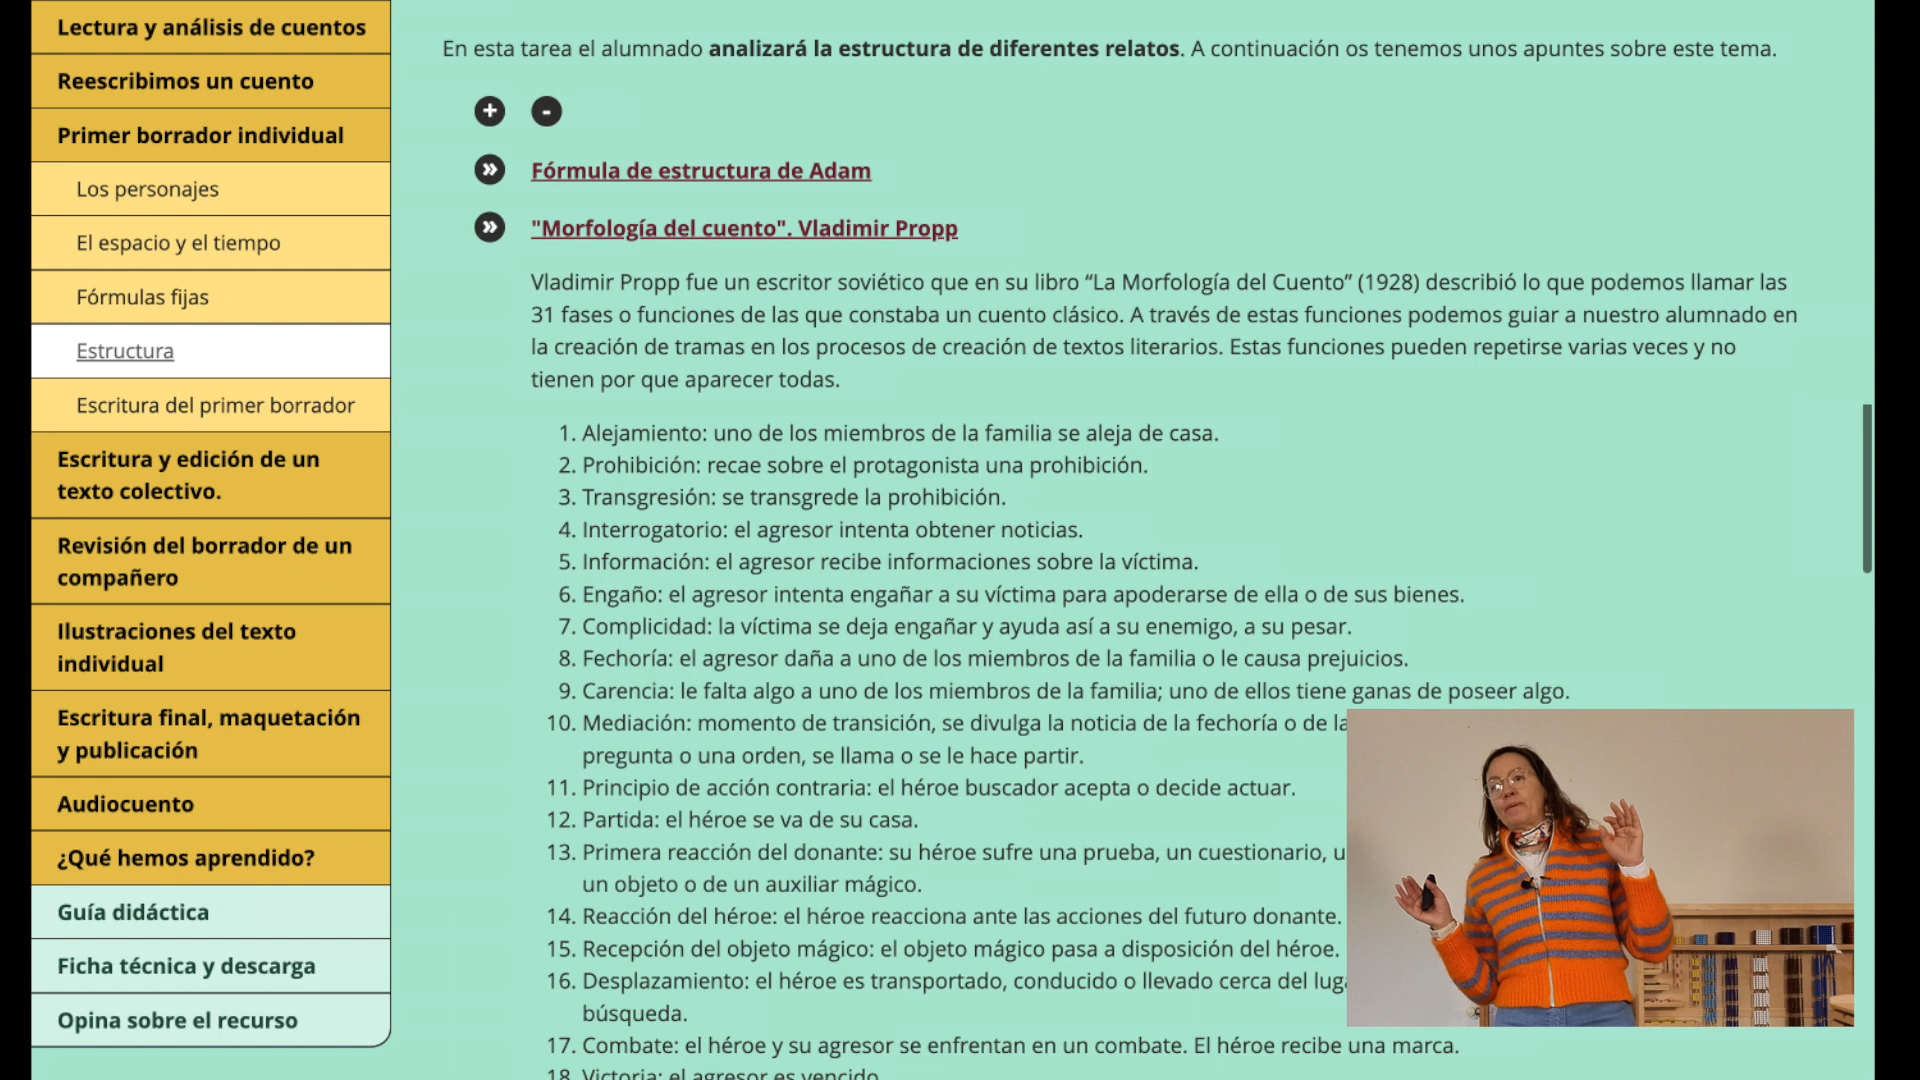 Lectura y análisis de cuentos
Reescribimos un cuento
Primer borrador individual
Los personajes
El espacio y el tiempo
Fórmulas fijas
Estructura
Escritura del primer borrador
Escritura y edición de un
texto colectivo.
Revisión del borrador de un
compañero
Ilustraciones del texto
individual
Escritura final, maquetación
y publicación
Audiocuento
¿Qué hemos aprendido?
Guía didáctica
Ficha técnica y descarga
Opina sobre el recurso
En esta tarea el alumnado analizará la estructura de diferentes relatos. A continuación os tenemos unos apuntes sobre este tema.
+ -
» Fórmula de estructura de Adam
» "Morfología del cuento". Vladimir Propp
Vladimir Propp fue un escritor soviético que en su libro “La Morfología del Cuento” (1928) describió lo que podemos llamar las
31 fases o funciones de las que constaba un cuento clásico. A través de estas funciones podemos guiar a nuestro alumnado en
la creación de tramas en los procesos de creación de textos literarios. Estas funciones pueden repetirse varias veces y no
tienen por que aparecer todas.
1. Alejamiento: uno de los miembros de la familia se aleja de casa.
2. Prohibición: recae sobre el protagonista una prohibición.
3. Transgresión: se transgrede la prohibición.
4. Interrogatorio: el agresor intenta obtener noticias.
5. Información: el agresor recibe informaciones sobre la víctima.
6. Engaño: el agresor intenta engañar a su víctima para apoderarse de ella o de sus bienes.
7. Complicidad: la víctima se deja engañar y ayuda así a su enemigo, a su pesar.
8. Fechoría: el agresor daña a uno de los miembros de la familia o le causa prejuicios.
9. Carencia: le falta algo a uno de los miembros de la familia; uno de ellos tiene ganas de poseer algo.
10. Mediación: momento de transición, se divulga la noticia de la fechoría o de la
pregunta o una orden, se llama o se le hace partir.
11. Principio de acción contraria: el héroe buscador acepta o decide actuar.
12. Partida: el héroe se va de su casa.
13. Primera reacción del donante: su héroe sufre una prueba, un cuestionario,
un objeto o de un auxiliar mágico.
14. Reacción del héroe: el héroe reacciona ante las acciones del futuro donante.
15. Recepción del objeto mágico: el objeto mágico pasa a disposición del héroe.
16. Desplazamiento: el héroe es transportado, conducido o llevado cerca del
búsqueda.
17. Combate: el héroe y su agresor se enfrentan en un combate. El héroe recibe una marca.
18. Victoria: el agresor es vencido